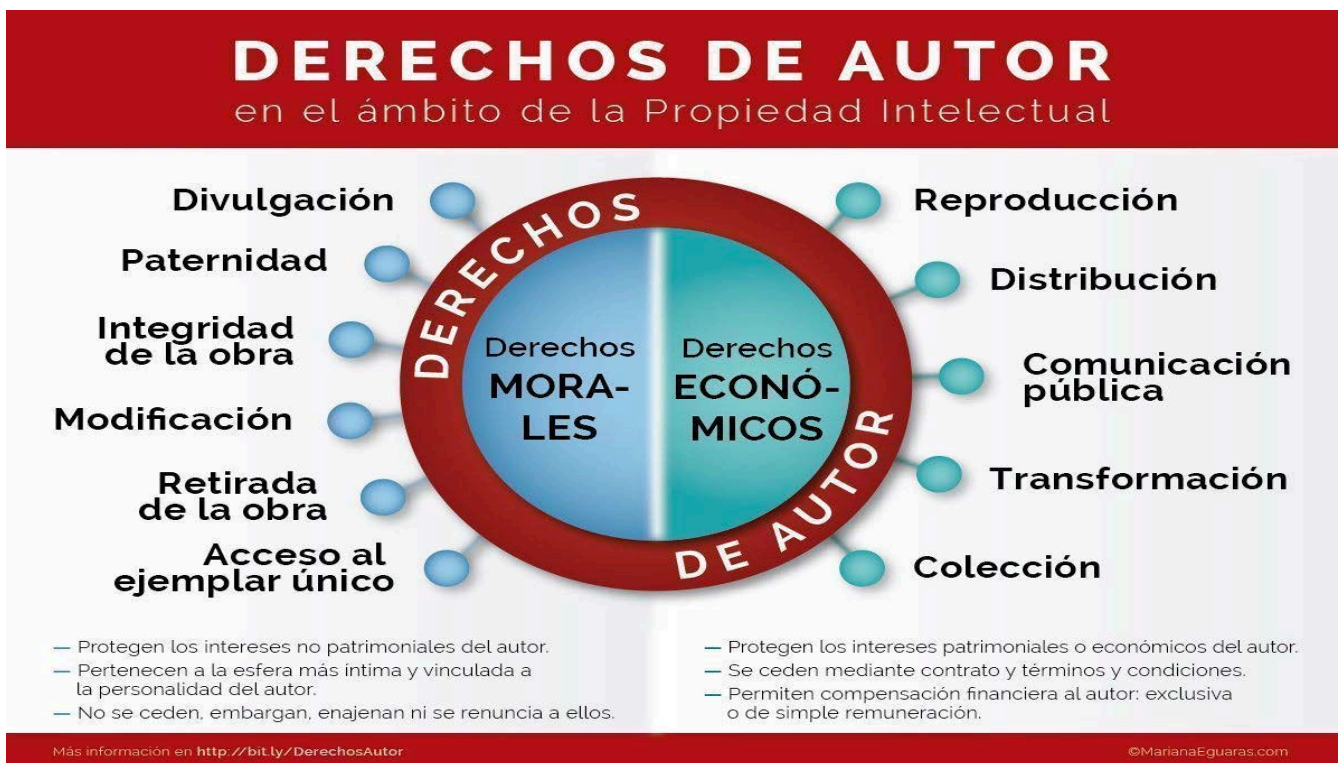 DERECHOS DE AUTOR
en el ámbito de la Propiedad Intelectual
Divulgación
Paternidad
Integridad
de la obra
Modificación
Retirada
de la obra
Acceso al
ejemplar único
DERECHOS
DE AUTOR
Derechos
MORA-
LES
Derechos
ECONÓ-
MICOS
Reproducción
Distribución
Comunicación
pública
Transformación
Colección
— Protegen los intereses no patrimoniales del autor.
— Pertenecen a la esfera más íntima y vinculada a
la personalidad del autor.
— No se ceden, embargan, enajenan ni se renuncia a ellos.
— Protegen los intereses patrimoniales o económicos del autor.
— Se ceden mediante contrato y términos y condiciones.
— Permiten compensación financiera al autor: exclusiva
o de simple remuneración.
Más información en http://bit.ly/DerechosAutor
©MarianaEguaras.com